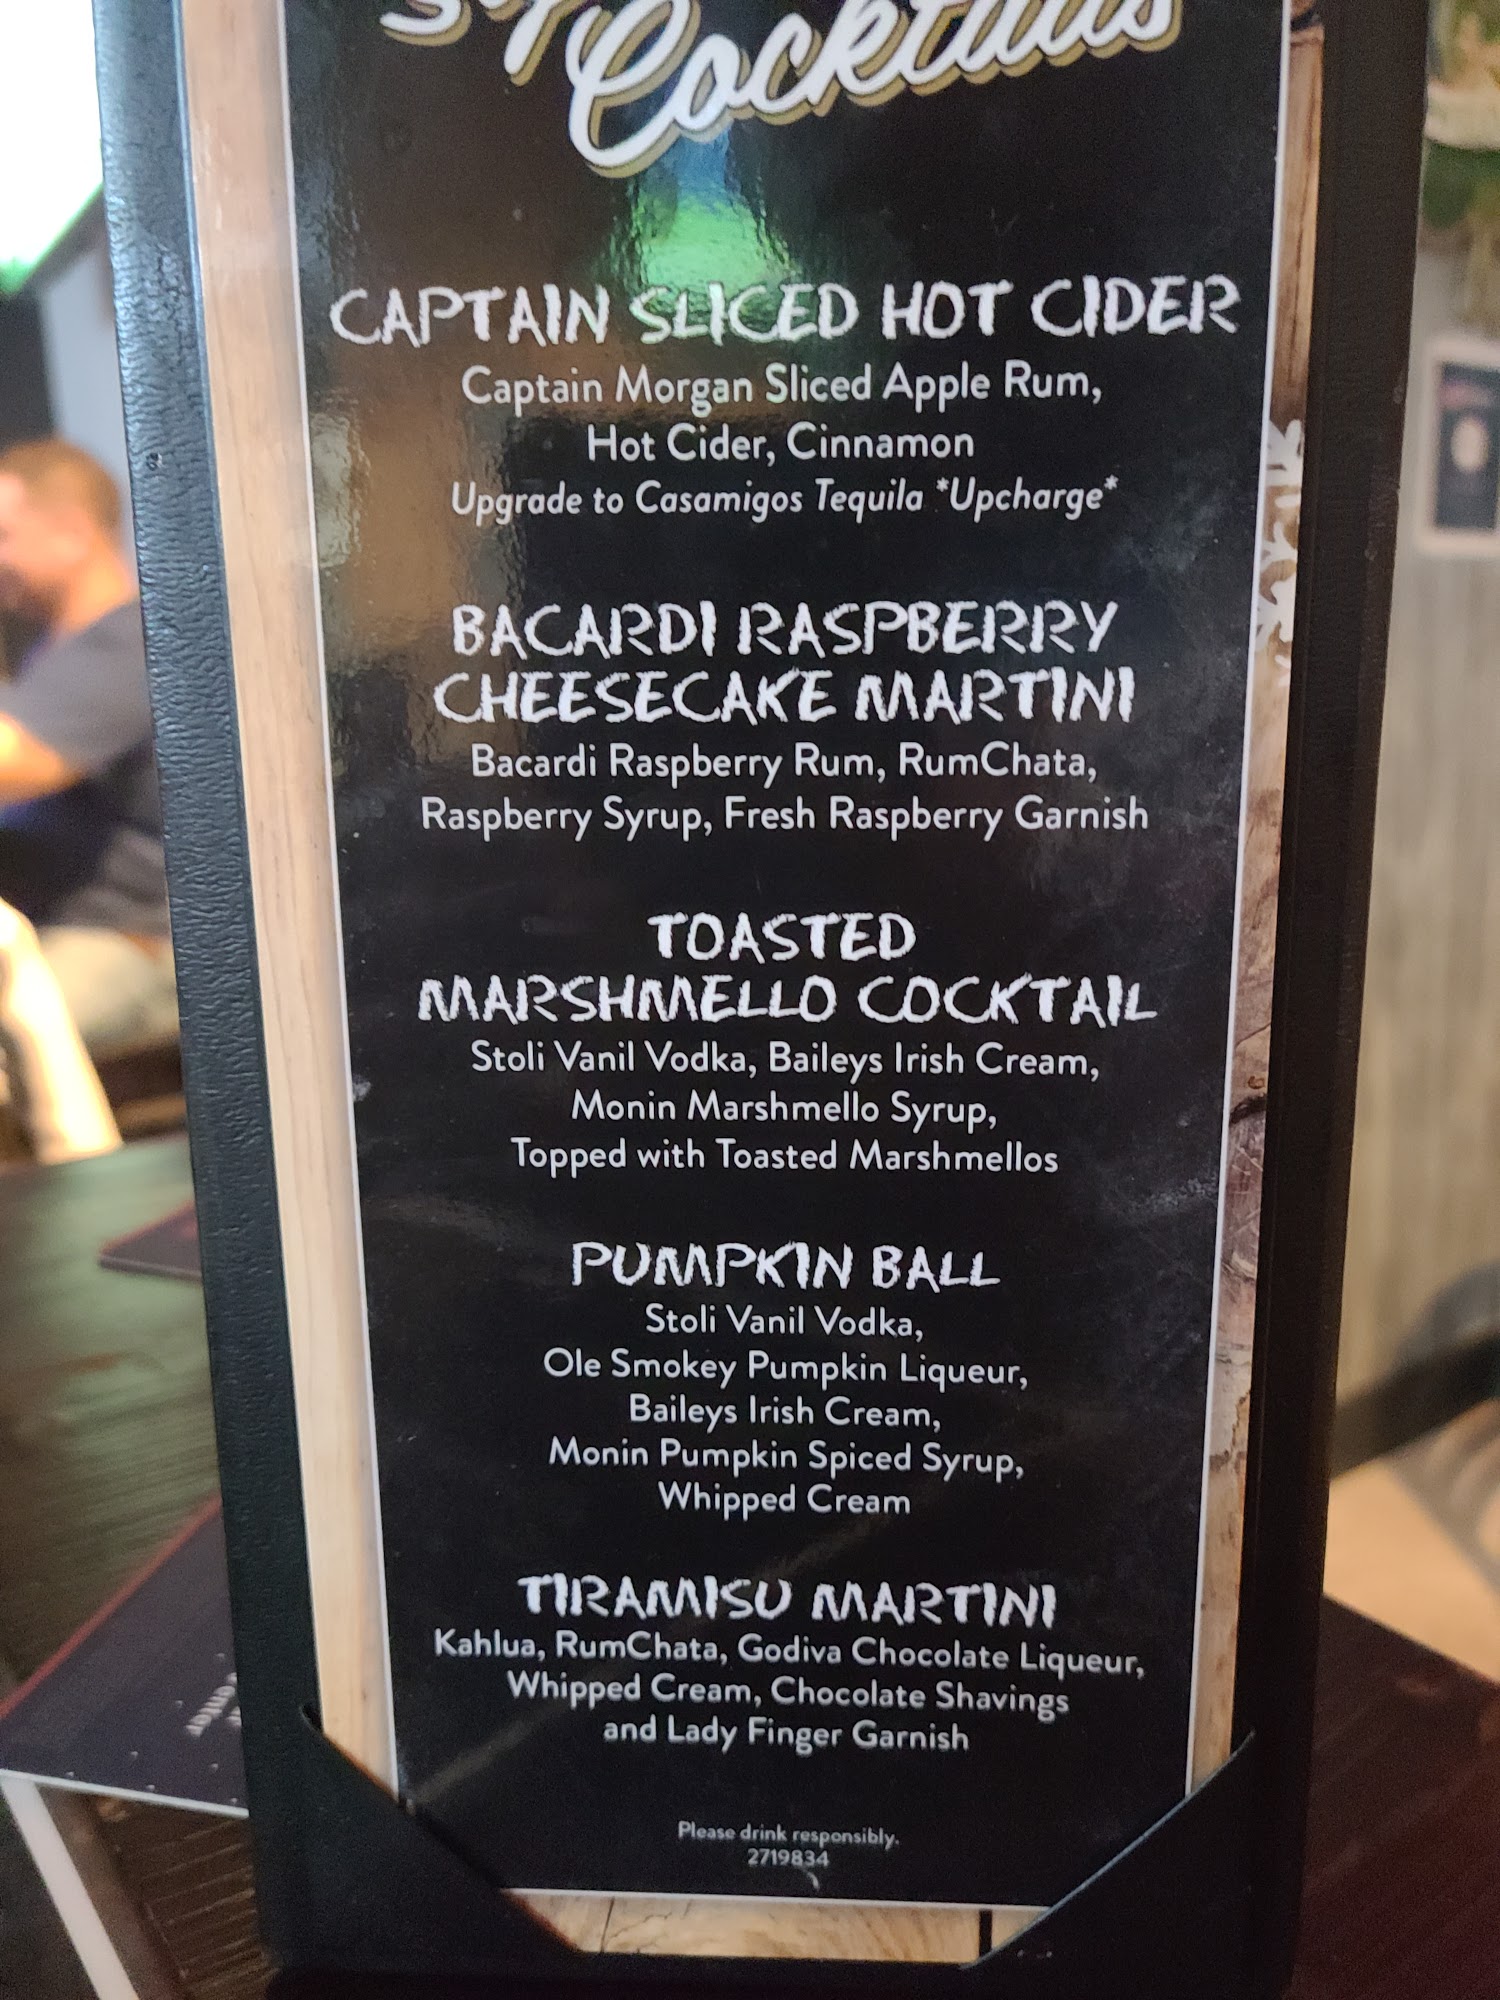 Cocktails
CAPTAIN SLICED HOT CIDER
Captain Morgan Sliced Apple Rum,
Hot Cider, Cinnamon
Upgrade to Casamigos Tequila *Upcharge*
BACARDI RASPBERRY
CHEESECAKE MARTINI
Bacardi Raspberry Rum, RumChata,
Raspberry Syrup, Fresh Raspberry Garnish
TOASTED
MARSHMELLO COCKTAIL
Stoli Vanil Vodka, Baileys Irish Cream,
Monin Marshmello Syrup,
Topped with Toasted Marshmellos
PUMPKIN BALL
Stoli Vanil Vodka,
Ole Smokey Pumpkin Liqueur,
Baileys Irish Cream,
Monin Pumpkin Spiced Syrup,
Whipped Cream
TIRAMISU MARTINI
Kahlua, RumChata, Godiva Chocolate Liqueur,
Whipped Cream, Chocolate Shavings
and Lady Finger Garnish
Please drink responsibly.
2719834